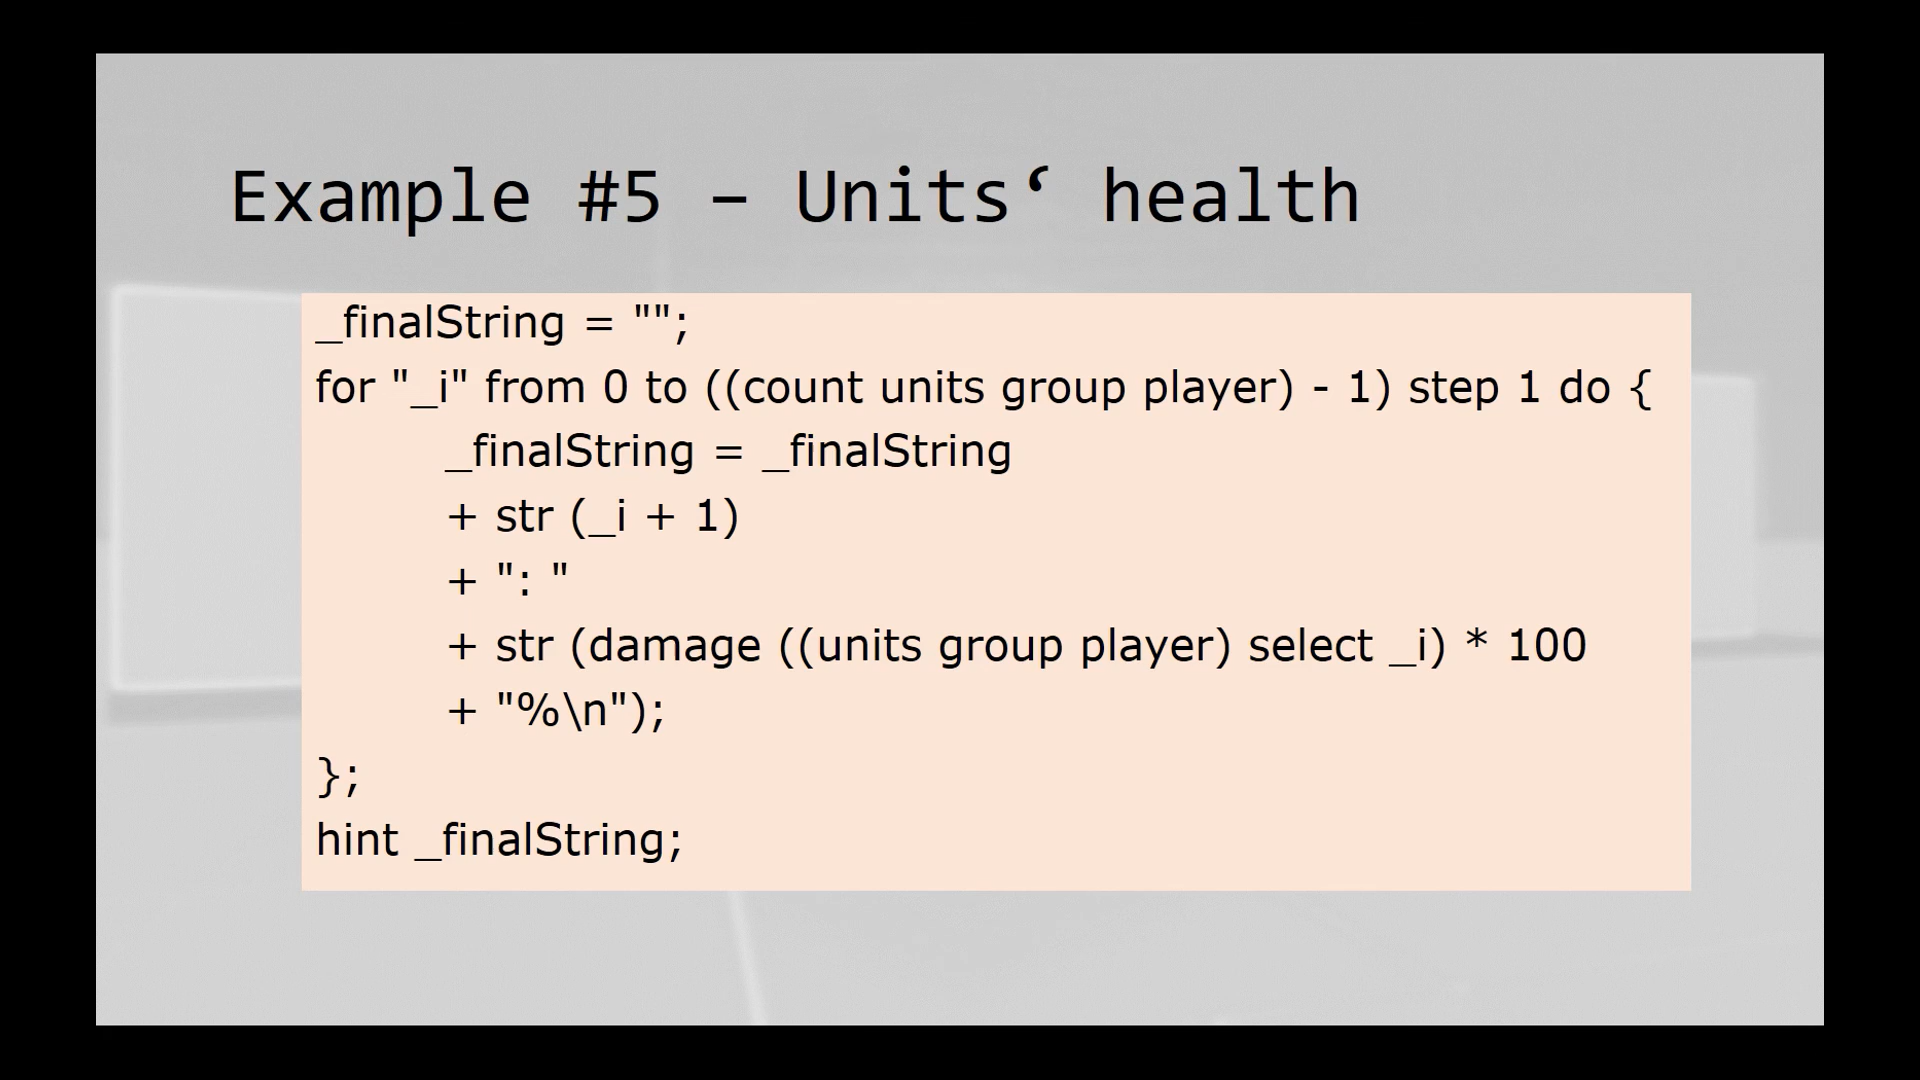 Example #5 – Units‘ health
_finalString = "";
for "_i" from 0 to ((count units group player) - 1) step 1 do {
_finalString = _finalString
+ str (_i + 1)
+ ": "
+ str (damage ((units group player) select _i) * 100
+ "%\n");
};
hint _finalString;